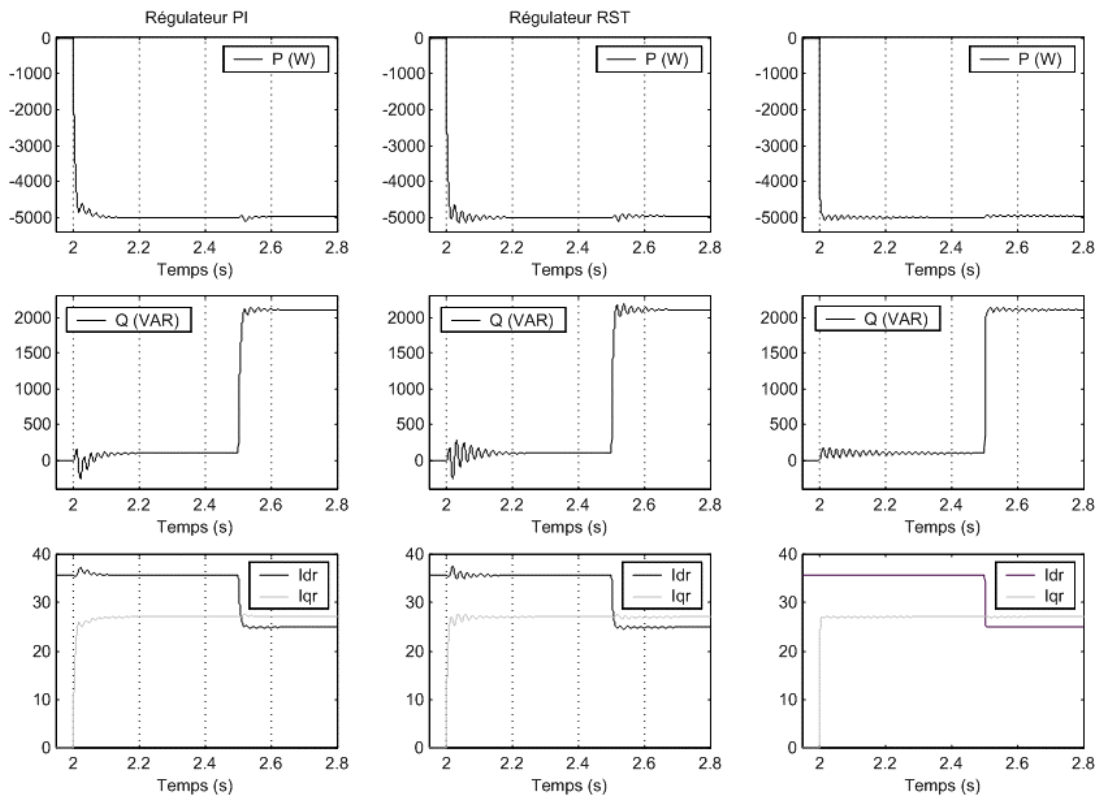 Régulateur PI
Régulateur RST
0
-1000
-2000
-3000
-4000
-5000
P (W)
2 2.2 2.4 2.6 2.8
Temps (s)
0
-1000
-2000
-3000
-4000
-5000
P (W)
2 2.2 2.4 2.6 2.8
Temps (s)
0
-1000
-2000
-3000
-4000
-5000
P (W)
2 2.2 2.4 2.6 2.8
Temps (s)
2000
1500
1000
500
0
Q (VAR)
2 2.2 2.4 2.6 2.8
Temps (s)
2000
1500
1000
500
0
Q (VAR)
2 2.2 2.4 2.6 2.8
Temps (s)
2000
1500
1000
500
0
Q (VAR)
2 2.2 2.4 2.6 2.8
Temps (s)
40
30
20
10
0
Idr
Iqr
2 2.2 2.4 2.6 2.8
Temps (s)
40
30
20
10
0
Idr
Iqr
2 2.2 2.4 2.6 2.8
Temps (s)
40
30
20
10
0
Idr
Iqr
2 2.2 2.4 2.6 2.8
Temps (s)